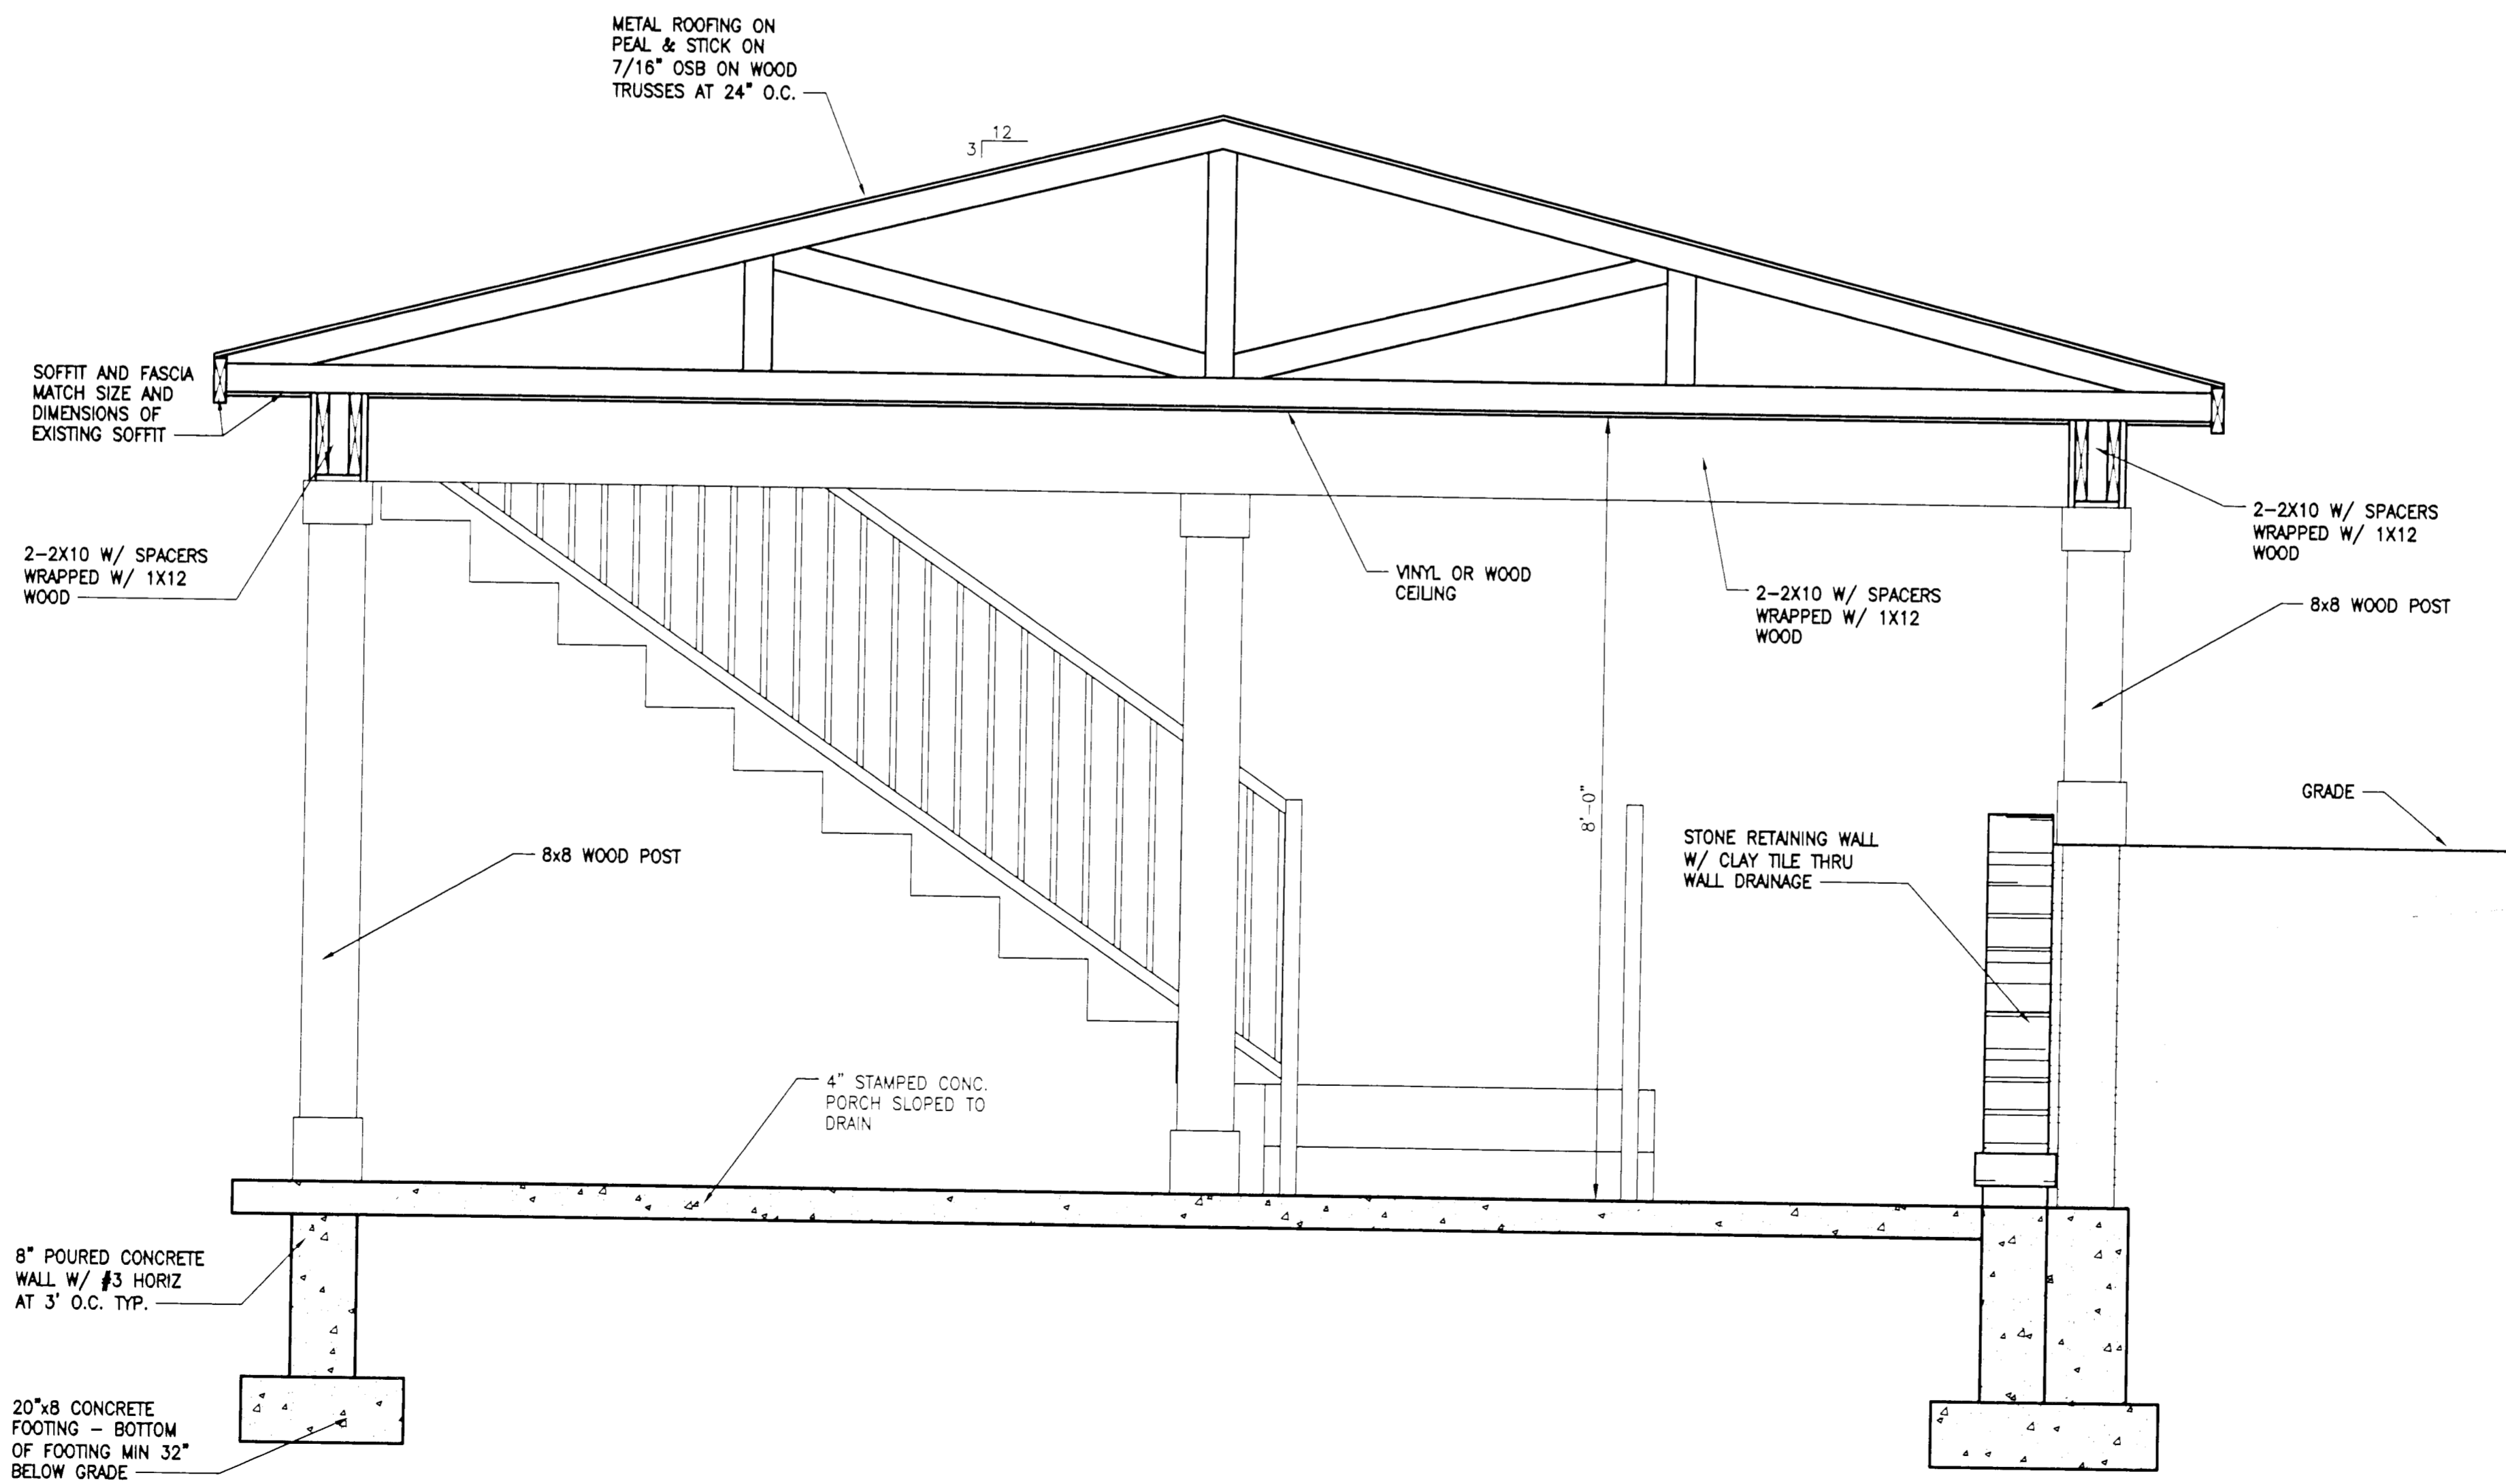 METAL ROOFING ON
PEAL & STICK ON
7/16" OSB ON WOOD
TRUSSES AT 24" O.C.
12
3
SOFFIT AND FASCIA
MATCH SIZE AND
DIMENSIONS OF
EXISTING SOFFIT
2-2X10 W/ SPACERS
WRAPPED W/ 1X12
WOOD
VINYL OR WOOD
CEILING
2-2X10 W/ SPACERS
WRAPPED W/ 1X12
WOOD
2-2X10 W/ SPACERS
WRAPPED W/ 1X12
WOOD
8x8 WOOD POST
GRADE
8'-0"
STONE RETAINING WALL
W/ CLAY TILE THRU
WALL DRAINAGE
8x8 WOOD POST
4" STAMPED CONC.
PORCH SLOPED TO
DRAIN
8" POURED CONCRETE
WALL W/ #3 HORIZ
AT 3' O.C. TYP.
20"x8 CONCRETE
FOOTING - BOTTOM
OF FOOTING MIN 32"
BELOW GRADE